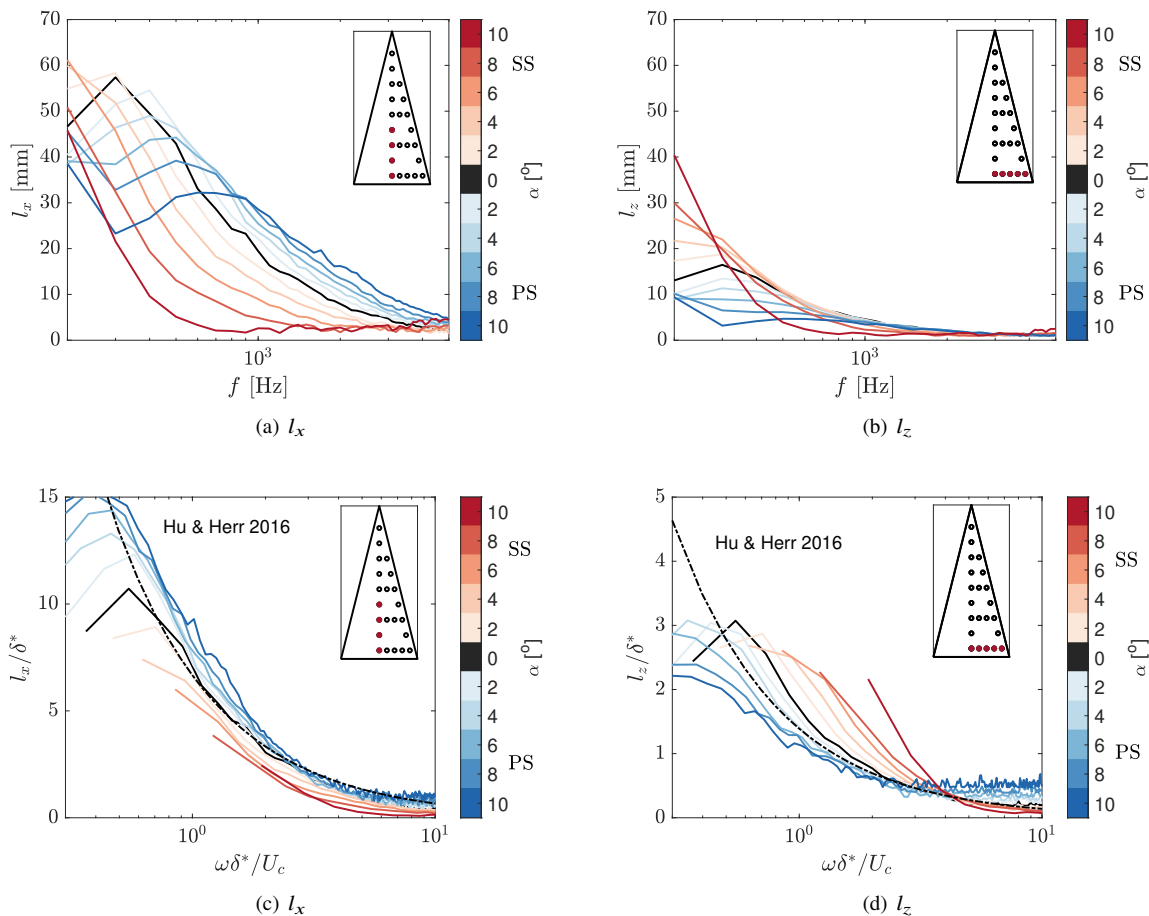 70
60
50
40
30
20
10
0
l_x [mm]
10^3
f [Hz]
10
8
6
4
2
0
2
4
6
8
10
SS
α [º]
PS
(a) l_x
70
60
50
40
30
20
10
0
l_z [mm]
10^3
f [Hz]
10
8
6
4
2
0
2
4
6
8
10
SS
α [º]
PS
(b) l_z
15
10
5
0
l_x/δ*
Hu & Herr 2016
10^0
10^1
ωδ*/U_c
10
8
6
4
2
0
2
4
6
8
10
SS
α [º]
PS
(c) l_x
5
4
3
2
1
0
l_z/δ*
Hu & Herr 2016
10^0
10^1
ωδ*/U_c
10
8
6
4
2
0
2
4
6
8
10
SS
α [º]
PS
(d) l_z